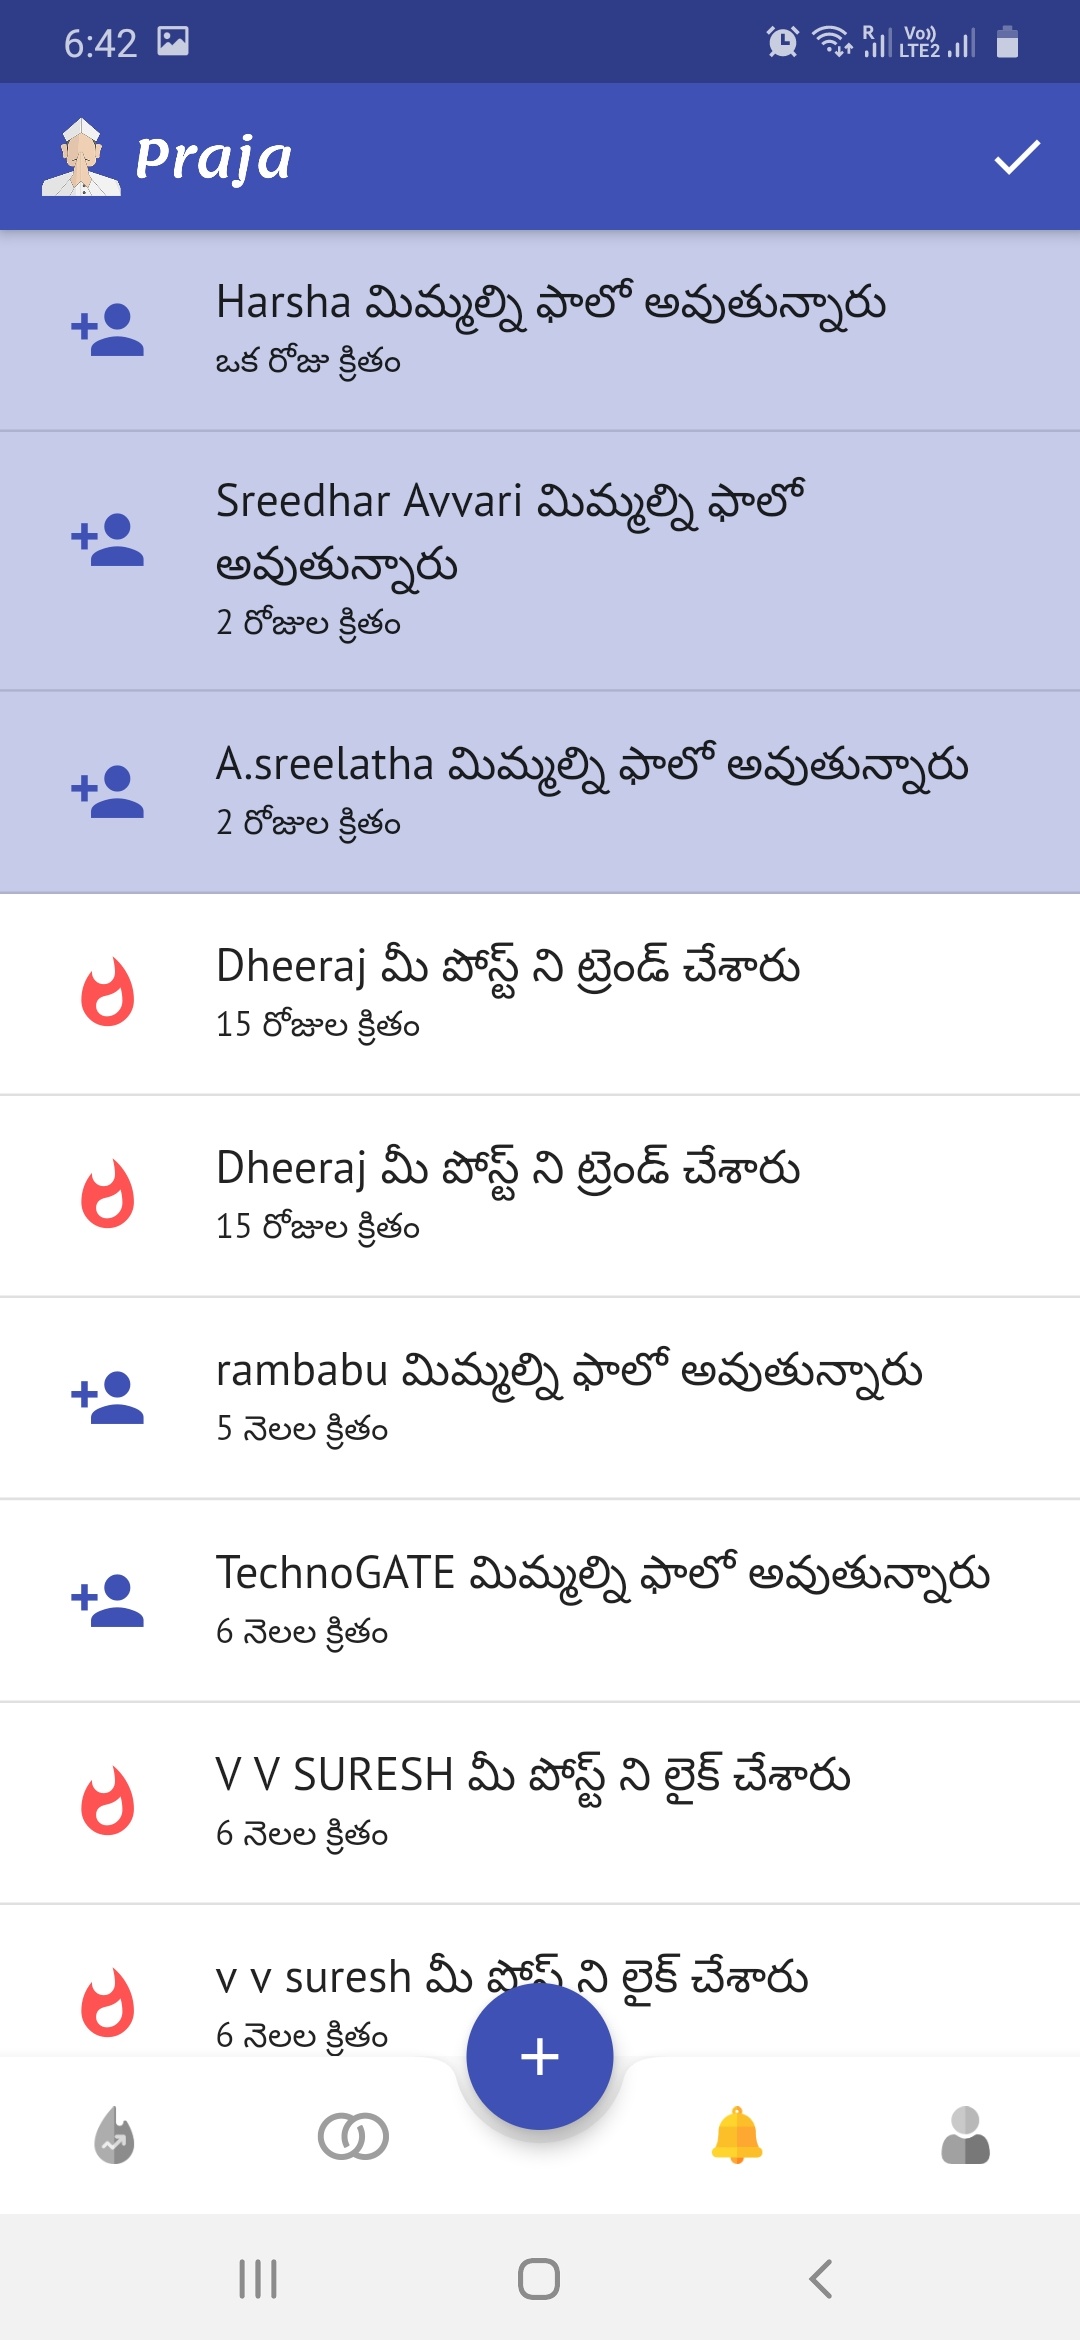 6:42
R Vo)) LTE2
Praja
Harsha మిమ్మల్ని ఫాలో అవుతున్నారు
ఒక రోజు క్రితం
Sreedhar Avvari మిమ్మల్ని ఫాలో
అవుతున్నారు
2 రోజుల క్రితం
A.sreelatha మిమ్మల్ని ఫాలో అవుతున్నారు
2 రోజుల క్రితం
Dheeraj మీ పోస్ట్ ని ట్రెండ్ చేశారు
15 రోజుల క్రితం
Dheeraj మీ పోస్ట్ ని ట్రెండ్ చేశారు
15 రోజుల క్రితం
rambabu మిమ్మల్ని ఫాలో అవుతున్నారు
5 నెలల క్రితం
TechnoGATE మిమ్మల్ని ఫాలో అవుతున్నారు
6 నెలల క్రితం
V V SURESH మీ పోస్ట్ ని లైక్ చేశారు
6 నెలల క్రితం
v v suresh మీ పోస్ట్ ని లైక్ చేశారు
6 నెలల క్రితం